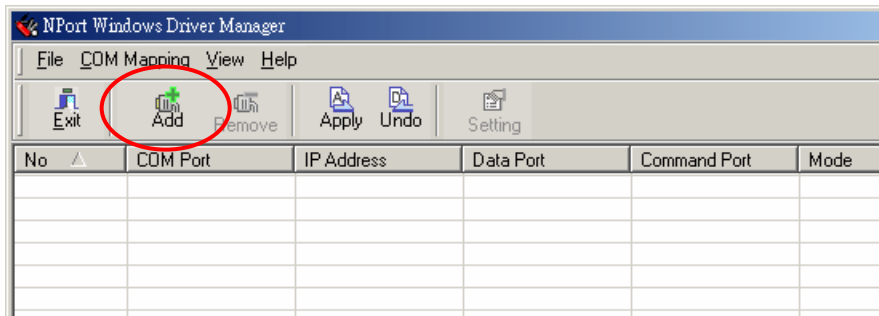 NPort Windows Driver Manager
File COM Mapping View Help
Exit Add Remove Apply Undo Setting
No COM Port IP Address Data Port Command Port Mode